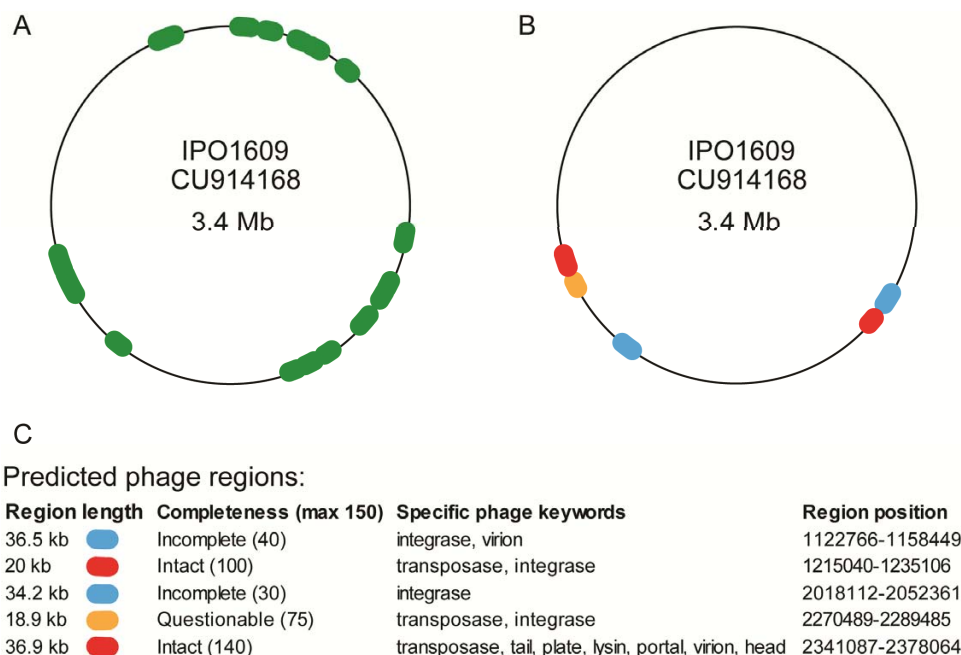 A
B
IPO1609
CU914168
3.4 Mb
IPO1609
CU914168
3.4 Mb
C
Predicted phage regions:
Region length Completeness (max 150) Specific phage keywords Region position
36.5 kb Incomplete (40) integrase, virion 1122766-1158449
20 kb Intact (100) transposase, integrase 1215040-1235106
34.2 kb Incomplete (30) integrase 2018112-2052361
18.9 kb Questionable (75) transposase, integrase 2270489-2289485
36.9 kb Intact (140) transposase, tail, plate, lysin, portal, virion, head 2341087-2378064